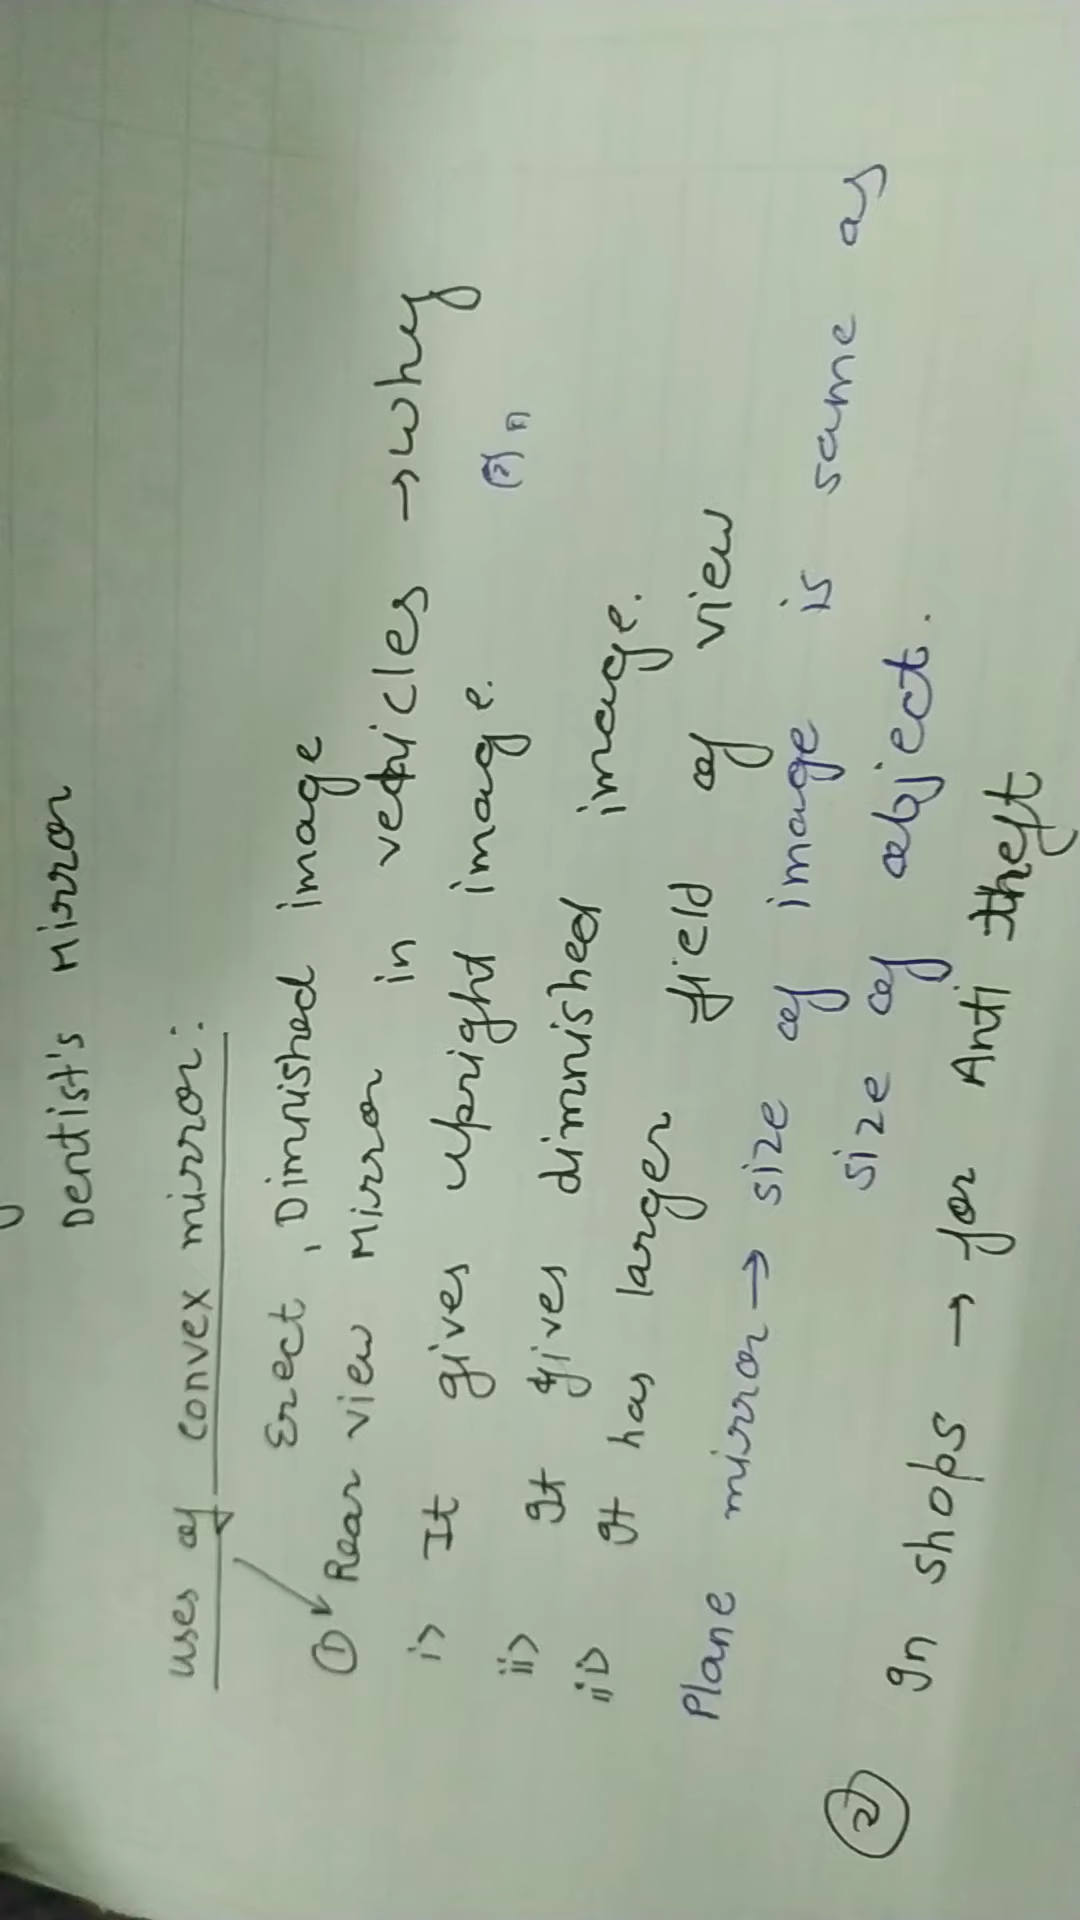 Dentist's Mirror
uses of convex mirror:
Erect, Diminished image
① Rear view Mirror in vehicles → why
i> It gives upright image.
ii> It gives diminished image.
iii> It has larger field of view
Plane mirror → size of image is same as
size of object.
② In shops → for Anti theft